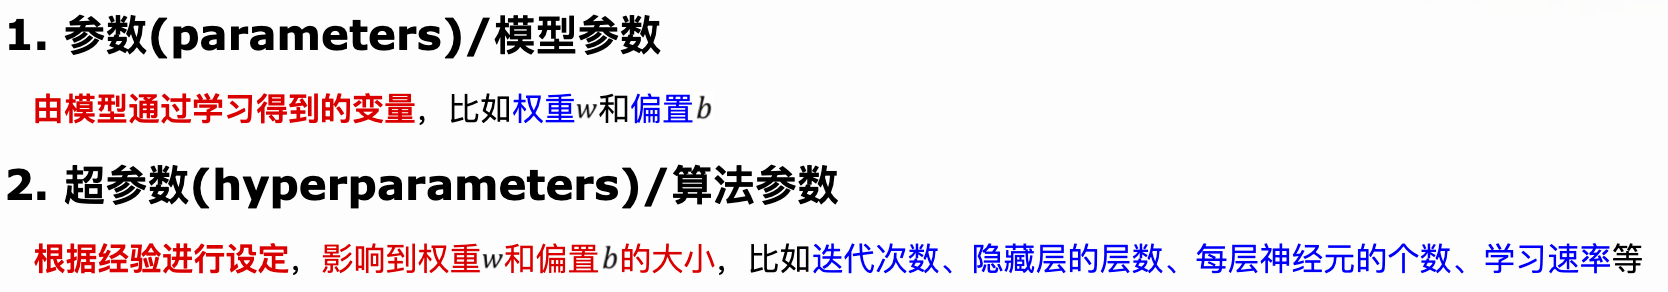 1. 参数(parameters)/模型参数
由模型通过学习得到的变量，比如权重w和偏置b
2. 超参数(hyperparameters)/算法参数
根据经验进行设定，影响到权重w和偏置b的大小，比如迭代次数、隐藏层的层数、每层神经元的个数、学习速率等